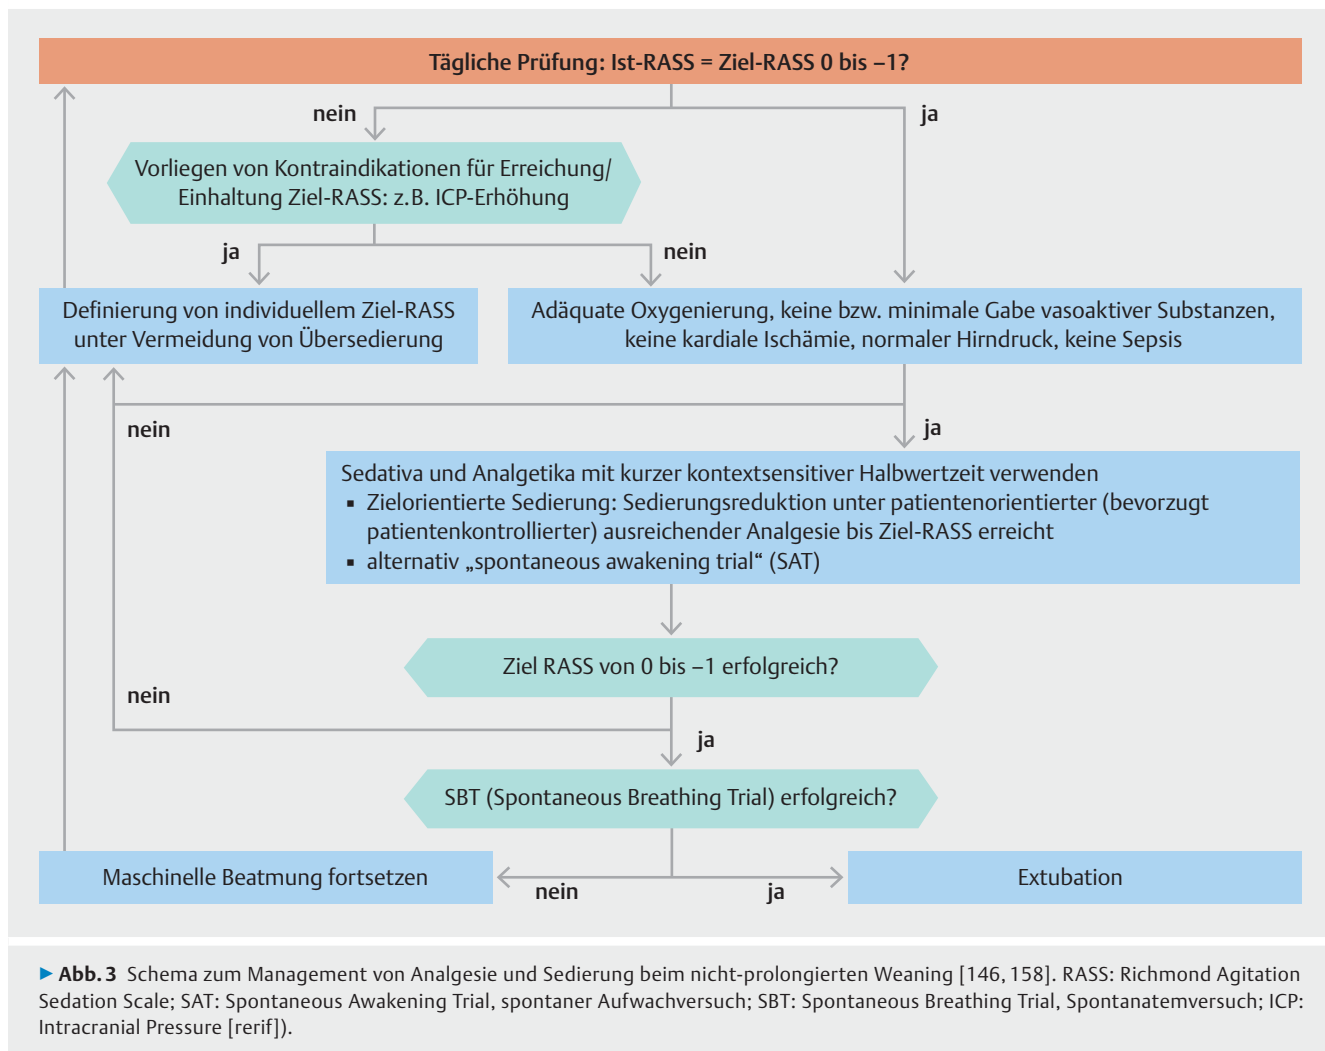 Tägliche Prüfung: Ist-RASS = Ziel-RASS 0 bis –1?
nein
ja
Vorliegen von Kontraindikationen für Erreichung/
Einhaltung Ziel-RASS: z.B. ICP-Erhöhung
ja
nein
Definierung von individuellem Ziel-RASS
unter Vermeidung von Übersedierung
Adäquate Oxygenierung, keine bzw. minimale Gabe vasoaktiver Substanzen,
keine kardiale Ischämie, normaler Hirndruck, keine Sepsis
nein
ja
Sedativa und Analgetika mit kurzer kontextsensitiver Halbwertzeit verwenden
▪ Zielorientierte Sedierung: Sedierungsreduktion unter patientenorientierter (bevorzugt
patientenkontrollierter) ausreichender Analgesie bis Ziel-RASS erreicht
▪ alternativ „spontaneous awakening trial“ (SAT)
Ziel RASS von 0 bis –1 erfolgreich?
nein
ja
SBT (Spontaneous Breathing Trial) erfolgreich?
Maschinelle Beatmung fortsetzen
nein
ja
Extubation
▶ Abb. 3 Schema zum Management von Analgesie und Sedierung beim nicht-prolongierten Weaning [146, 158]. RASS: Richmond Agitation
Sedation Scale; SAT: Spontaneous Awakening Trial, spontaner Aufwachversuch; SBT: Spontaneous Breathing Trial, Spontanatemversuch; ICP:
Intracranial Pressure [rerif]).